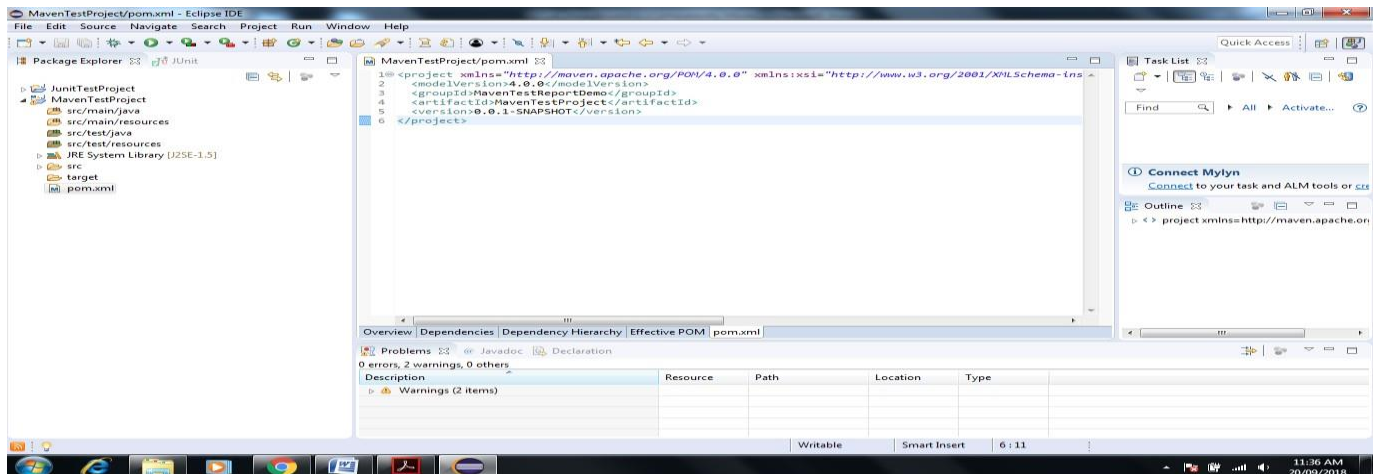 MavenTestProject/pom.xml - Eclipse IDE
File Edit Source Navigate Search Project Run Window Help
Quick Access
Package Explorer JUnit
JunitTestProject
MavenTestProject
src/main/java
src/main/resources
src/test/java
src/test/resources
JRE System Library [J2SE-1.5]
src
target
pom.xml
MavenTestProject/pom.xml
1 <project xmlns="http://maven.apache.org/POM/4.0.0" xmlns:xsi="http://www.w3.org/2001/XMLSchema-ins
2 <modelVersion>4.0.0</modelVersion>
3 <groupId>MavenTestReportDemo</groupId>
4 <artifactId>MavenTestProject</artifactId>
5 <version>0.0.1-SNAPSHOT</version>
6 </project>
Overview Dependencies Dependency Hierarchy Effective POM pom.xml
Problems Javadoc Declaration
0 errors, 2 warnings, 0 others
Description Resource Path Location Type
Warnings (2 items)
Task List
Find All Activate...
Connect Mylyn
Connect to your task and ALM tools or cre
Outline
project xmlns=http://maven.apache.or
Writable Smart Insert 6 : 11
11:36 AM
20/09/2018